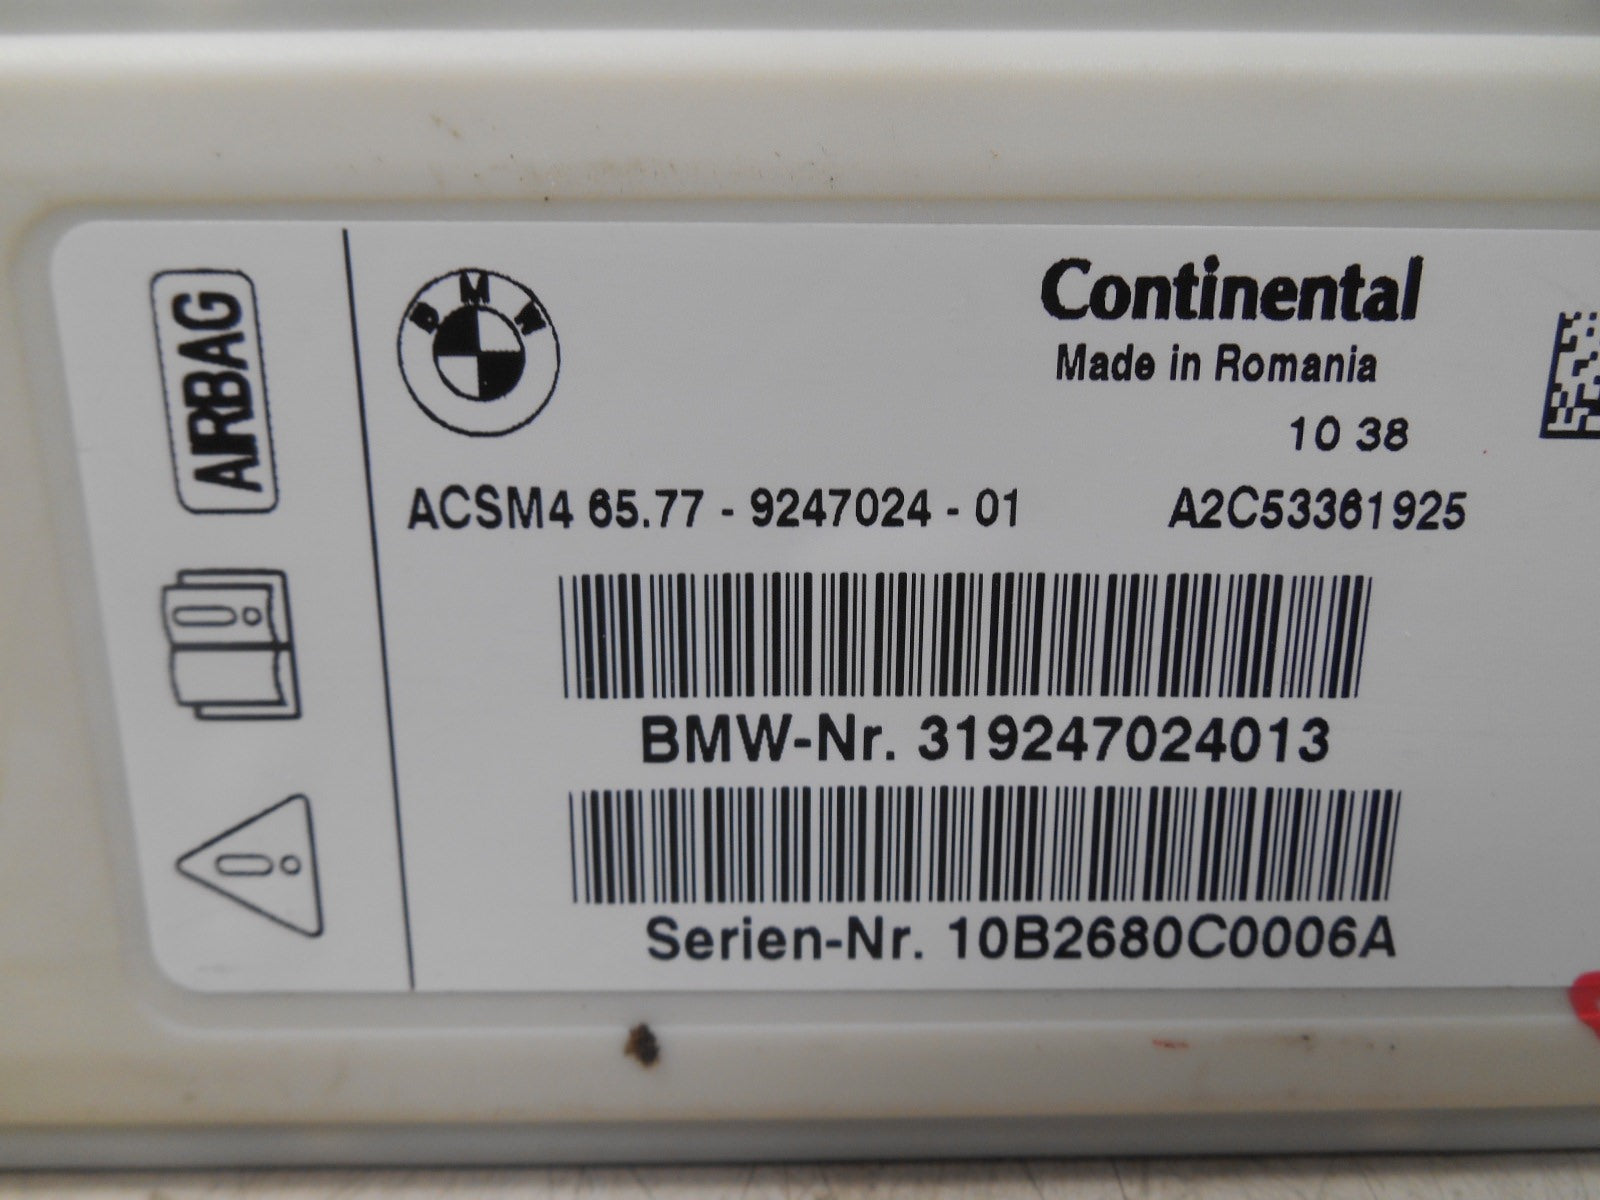 AIRBAG
BMW
Continental
Made in Romania
10 38
ACSM4 65.77 - 9247024 - 01 A2C53361925
BMW-Nr. 319247024013
Serien-Nr. 10B2680C0006A